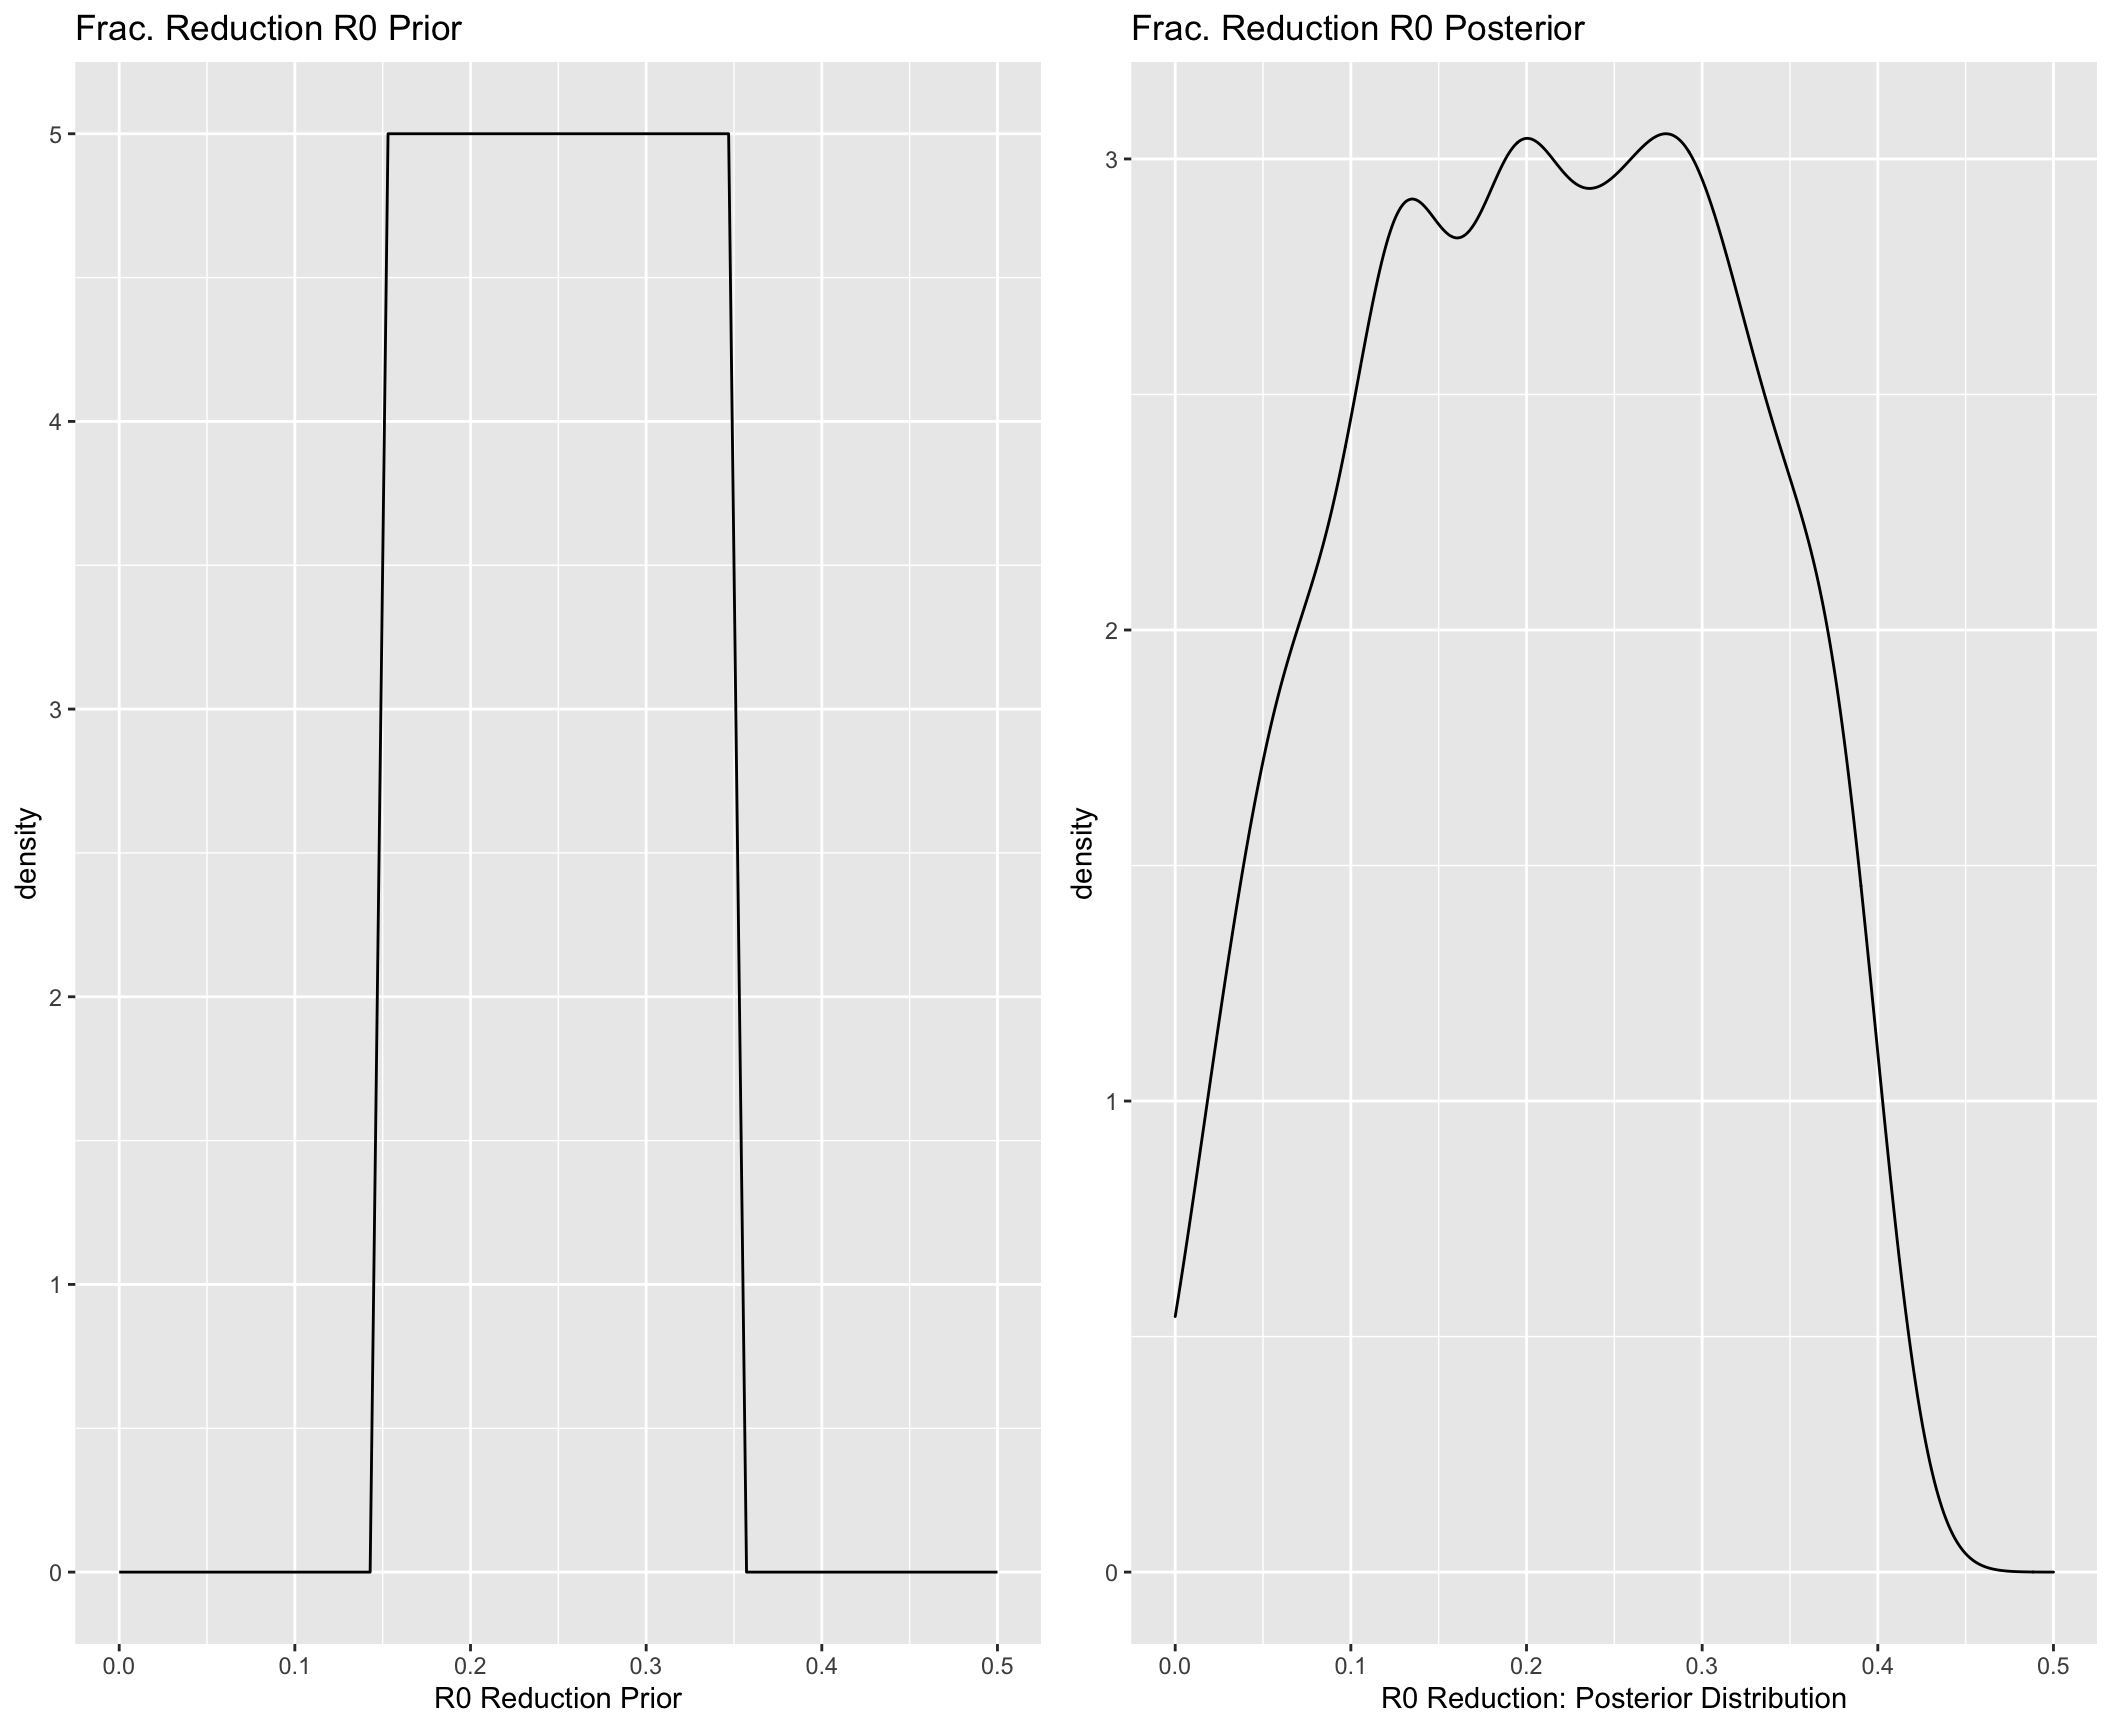 Frac. Reduction R0 Prior
density
5
4
3
2
1
0
0.0 0.1 0.2 0.3 0.4 0.5
R0 Reduction Prior
Frac. Reduction R0 Posterior
density
3
2
1
0
0.0 0.1 0.2 0.3 0.4 0.5
R0 Reduction: Posterior Distribution